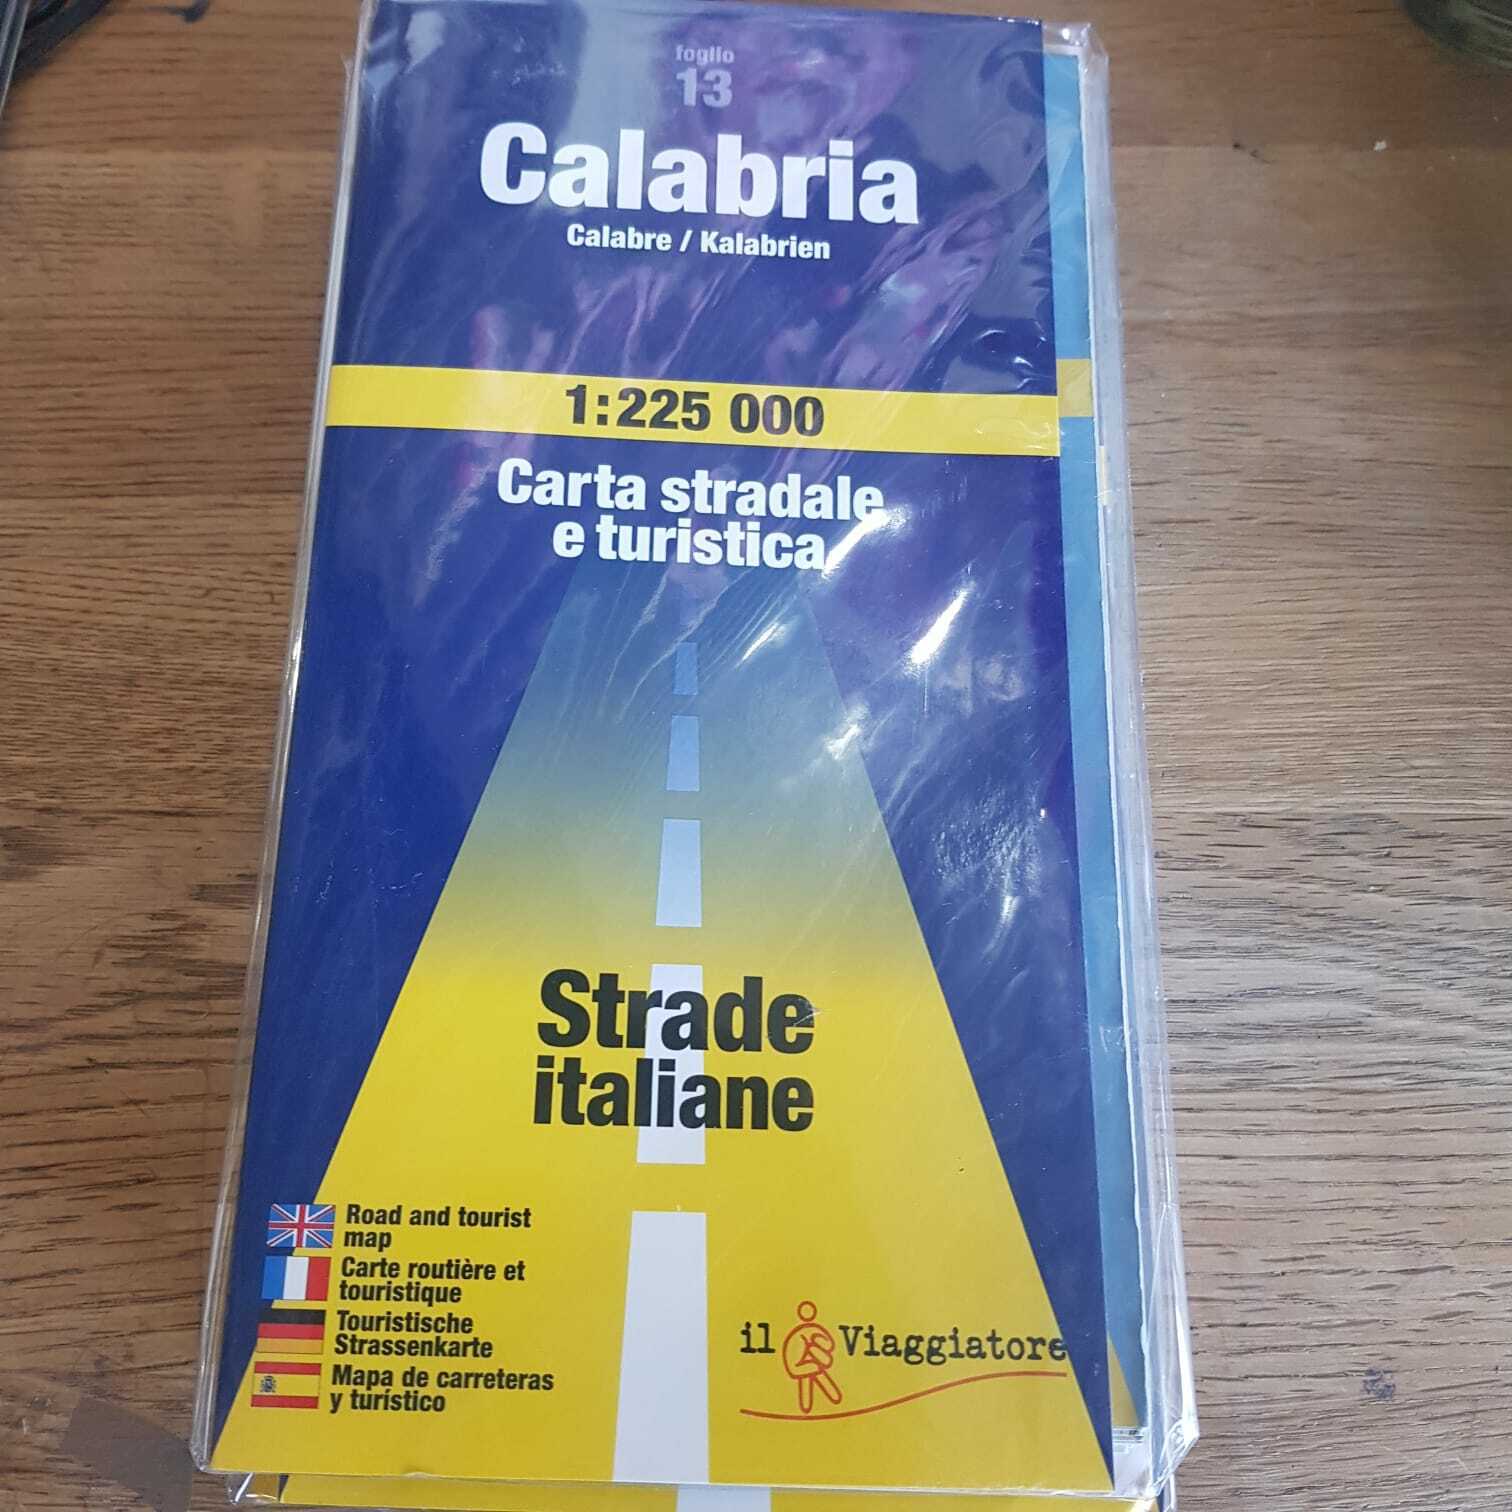 foglio
13
Calabria
Calabre / Kalabrien
1:225 000
Carta stradale
e turistica
Strade
italiane
Road and tourist
map
Carte routière et
touristique
Touristische
Strassenkarte
Mapa de carreteras
y turístico
il Viaggiatore